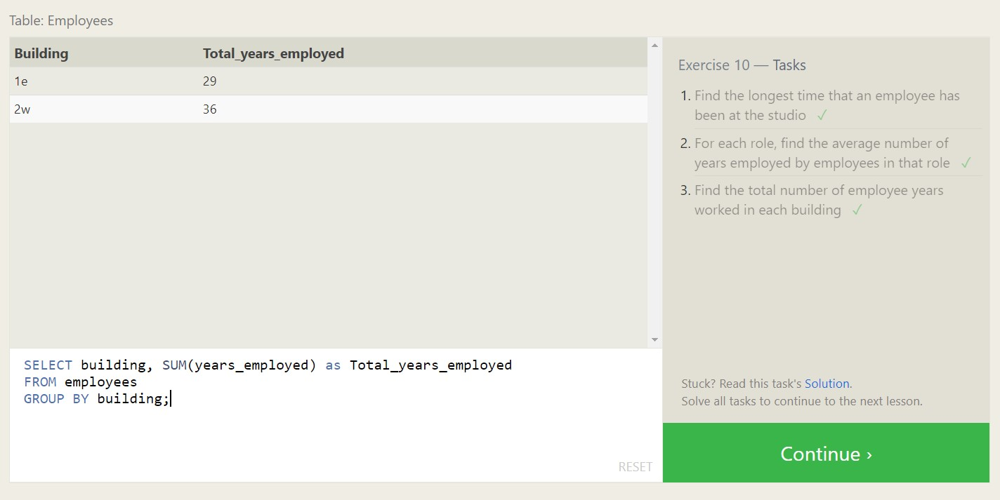 Table: Employees
Building Total_years_employed
1e 29
2w 36
SELECT building, SUM(years_employed) as Total_years_employed
FROM employees
GROUP BY building;
RESET
Exercise 10 — Tasks
1. Find the longest time that an employee has
been at the studio ✓
2. For each role, find the average number of
years employed by employees in that role ✓
3. Find the total number of employee years
worked in each building ✓
Stuck? Read this task's Solution.
Solve all tasks to continue to the next lesson.
Continue ›